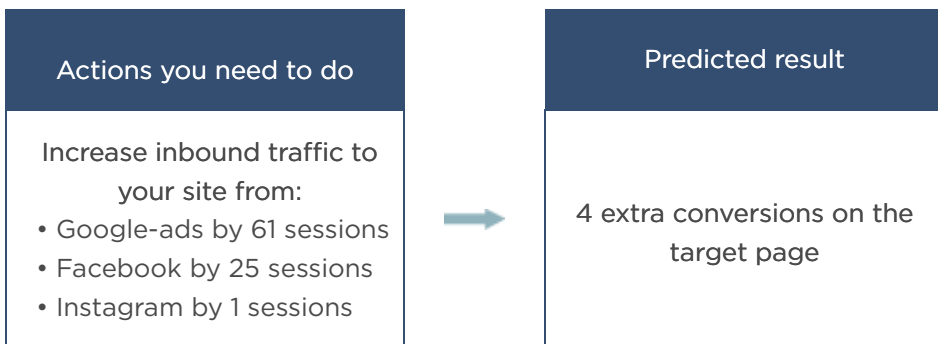 Actions you need to do
Increase inbound traffic to
your site from:
• Google-ads by 61 sessions
• Facebook by 25 sessions
• Instagram by 1 sessions
Predicted result
4 extra conversions on the
target page